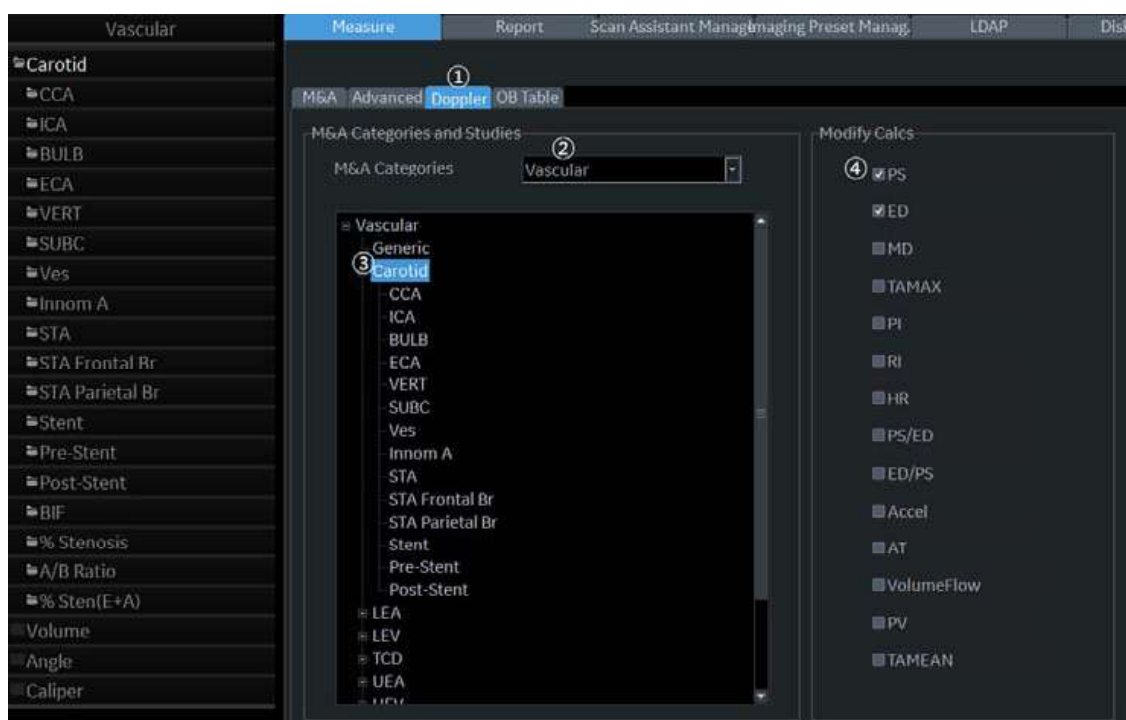 Vascular
Carotid
CCA
ICA
BULB
ECA
VERT
SUBC
Ves
Innom A
STA
STA Frontal Br
STA Parietal Br
Stent
Pre-Stent
Post-Stent
BIF
% Stenosis
A/B Ratio
% Sten(E+A)
Volume
Angle
Caliper
Measure Report Scan Assistant Manag Imaging Preset Manag. LDAP
①
M&A Advanced Doppler OB Table
M&A Categories and Studies
②
M&A Categories Vascular
Vascular
Generic
③ Carotid
CCA
ICA
BULB
ECA
VERT
SUBC
Ves
Innom A
STA
STA Frontal Br
STA Parietal Br
Stent
Pre-Stent
Post-Stent
LEA
LEV
TCD
UEA
Modify Calcs
④ PS
ED
MD
TAMAX
PI
RI
HR
PS/ED
ED/PS
Accel
AT
VolumeFlow
PV
TAMEAN